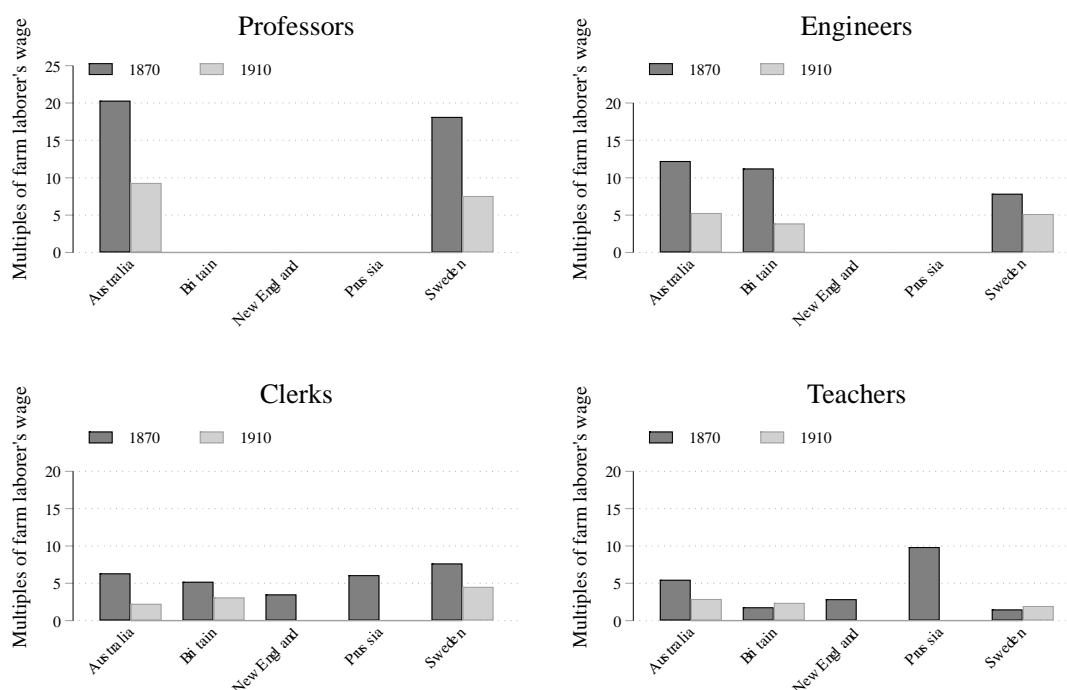 Professors
Multiples of farm laborer's wage
1870 1910
25
20
15
10
5
0
Australia Britain New England Prussia Sweden
Engineers
Multiples of farm laborer's wage
1870 1910
20
15
10
5
0
Australia Britain New England Prussia Sweden
Clerks
Multiples of farm laborer's wage
1870 1910
20
15
10
5
0
Australia Britain New England Prussia Sweden
Teachers
Multiples of farm laborer's wage
1870 1910
20
15
10
5
0
Australia Britain New England Prussia Sweden